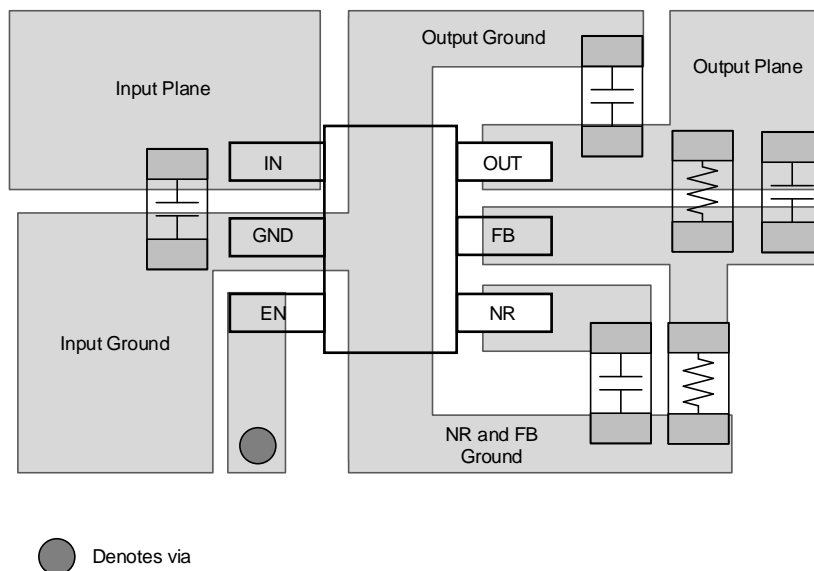 Output Ground
Input Plane
Output Plane
IN
OUT
GND
FB
EN
NR
Input Ground
NR and FB
Ground
Denotes via